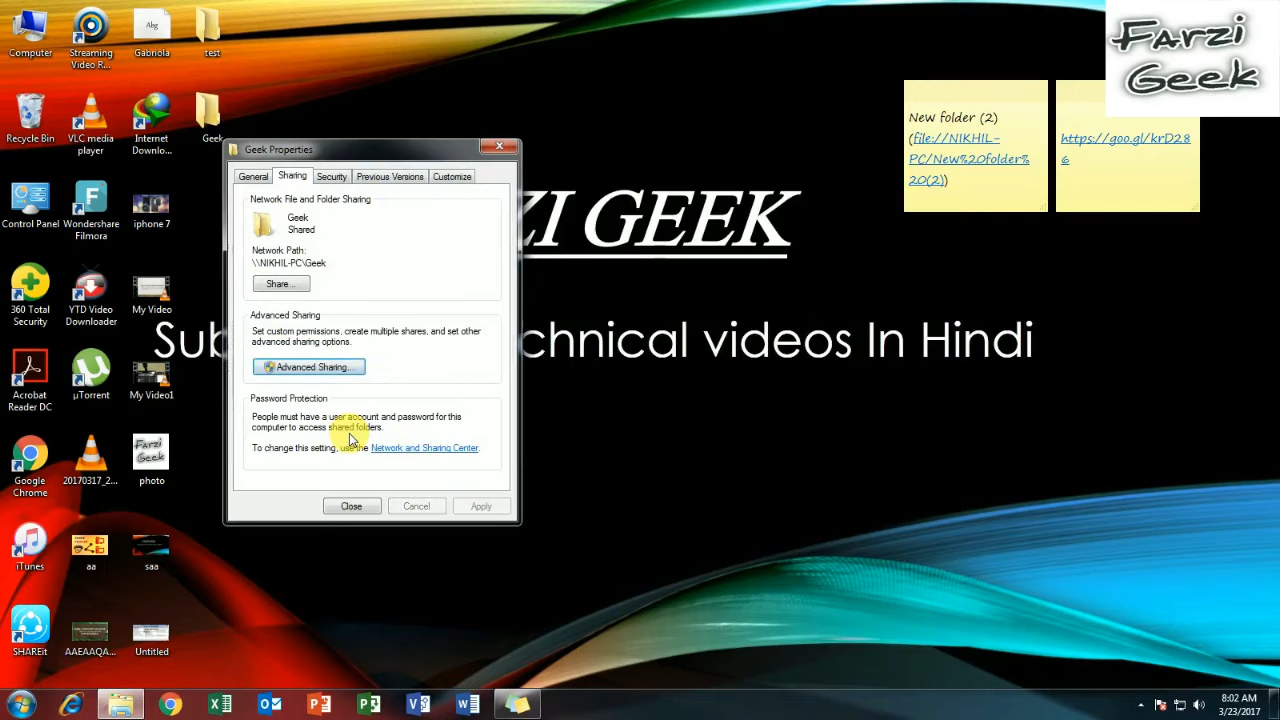 Computer
Streaming
Video R...
Abg
Gabriola
test
Recycle Bin
VLC media
player
Internet
Downlo...
Geek
Control Panel
Wondershare
Filmora
iphone 7
360 Total
Security
YTD Video
Downloader
My Video
Acrobat
Reader DC
µTorrent
My Video1
Google
Chrome
20170317_2...
Farzi
Geek
photo
iTunes
aa
saa
SHAREit
AAEAAQA...
Untitled
Geek Properties
General
Sharing
Security
Previous Versions
Customize
Network File and Folder Sharing
Geek
Shared
Network Path:
\\NIKHIL-PC\Geek
Share...
Advanced Sharing
Set custom permissions, create multiple shares, and set other
advanced sharing options.
Advanced Sharing...
Password Protection
People must have a user account and password for this
computer to access shared folders.
To change this setting, use the Network and Sharing Center.
Close
Cancel
Apply
ZI GEEK
Sub
chnical videos In Hindi
New folder (2)
(file://NIKHIL-
PC/New%20folder%
20(2))
https://goo.gl/krD28
6
Farzi
Geek
8:02 AM
3/23/2017